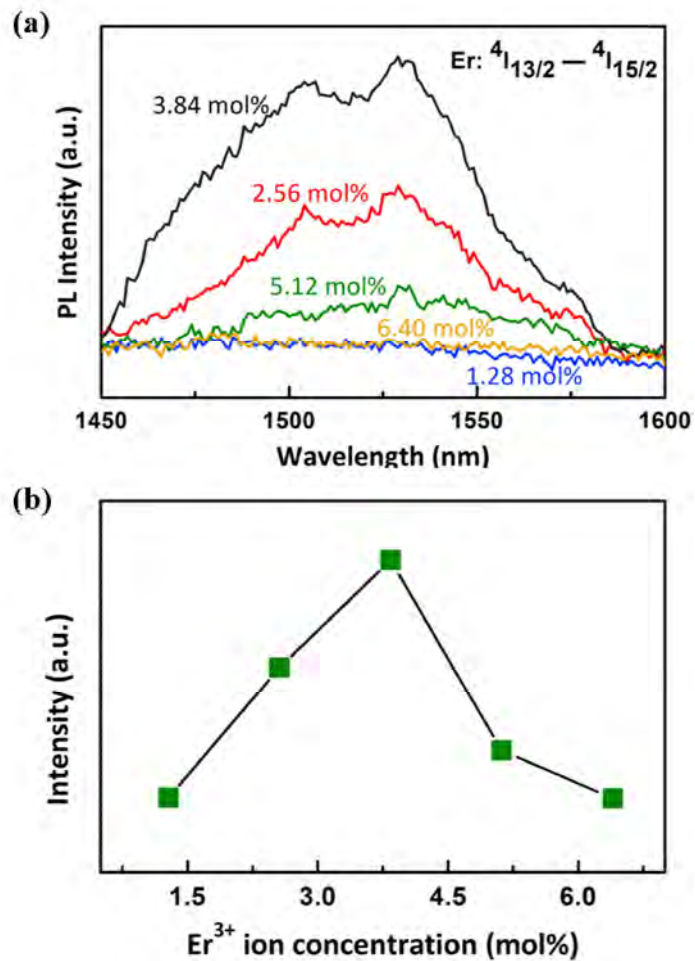 (a)
Er: ⁴I₁₃/₂ — ⁴I₁₅/₂
3.84 mol%
2.56 mol%
5.12 mol%
6.40 mol%
1.28 mol%
PL Intensity (a.u.)
1450 1500 1550 1600
Wavelength (nm)
(b)
Intensity (a.u.)
1.5 3.0 4.5 6.0
Er³⁺ ion concentration (mol%)